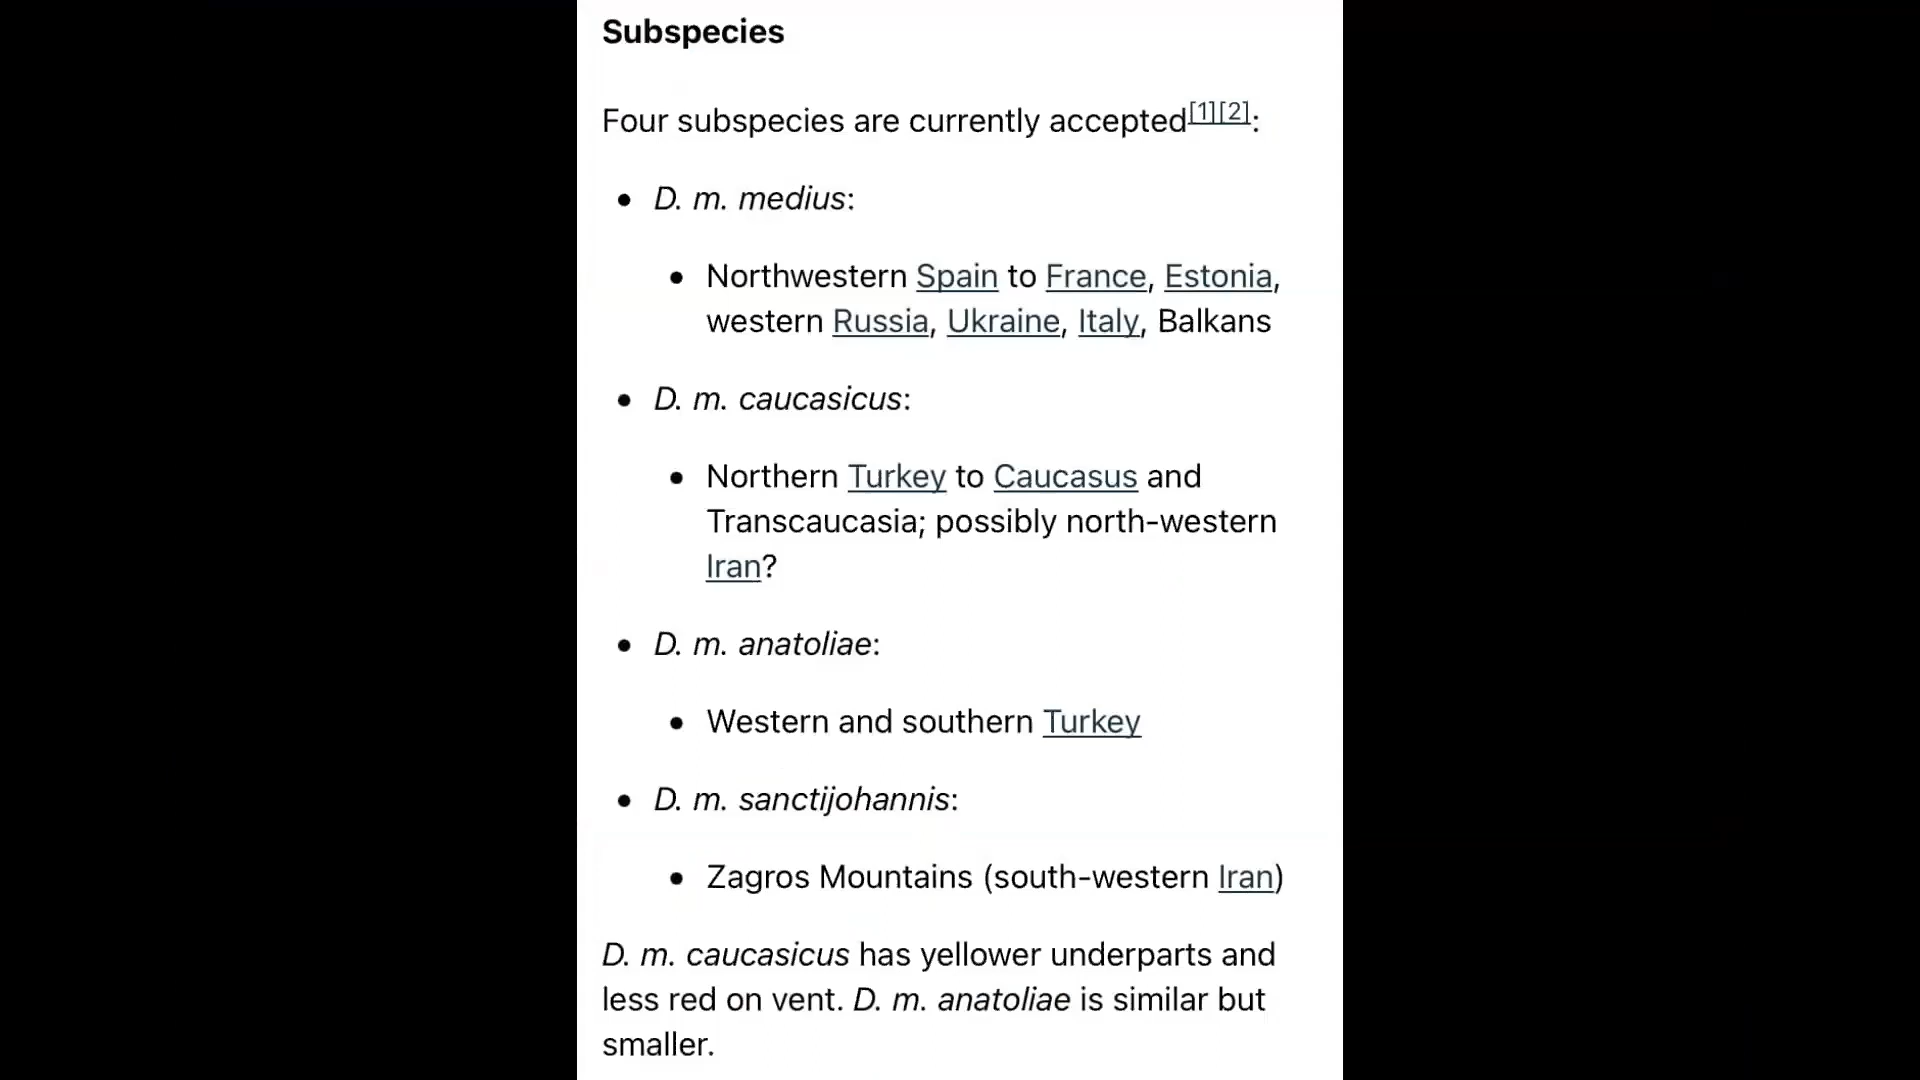 Subspecies
Four subspecies are currently accepted[1][2]:
• D. m. medius:
• Northwestern Spain to France, Estonia,
western Russia, Ukraine, Italy, Balkans
• D. m. caucasicus:
• Northern Turkey to Caucasus and
Transcaucasia; possibly north-western
Iran?
• D. m. anatoliae:
• Western and southern Turkey
• D. m. sanctijohannis:
• Zagros Mountains (south-western Iran)
D. m. caucasicus has yellower underparts and
less red on vent. D. m. anatoliae is similar but
smaller.